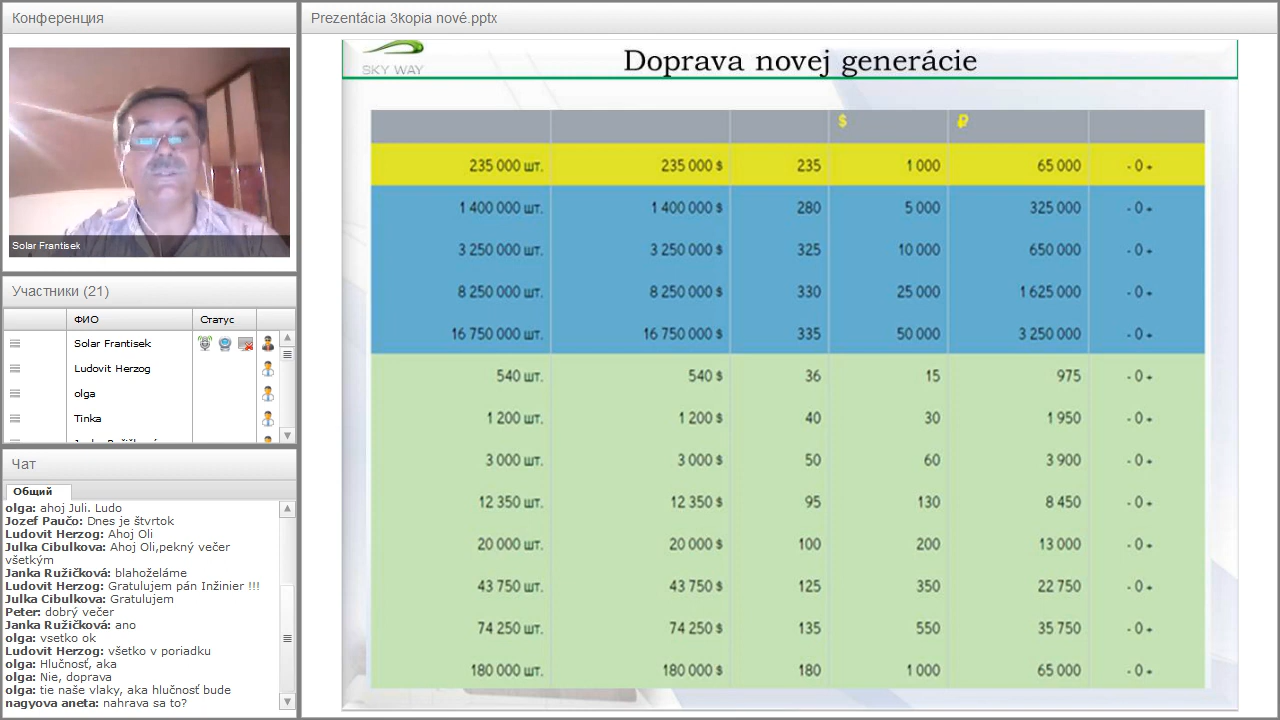 Конференция
Solar Frantisek
Участники (21)
ФИО Статус
Solar Frantisek
Ludovit Herzog
olga
Tinka
Чат
Общий
olga: ahoj Juli. Ludo
Jozef Paučo: Dnes je štvrtok
Ludovit Herzog: Ahoj Oli
Julka Cibulkova: Ahoj Oli,pekný večer
všetkým
Janka Ružičková: blahoželáme
Ludovit Herzog: Gratulujem pán Inžinier !!!
Julka Cibulkova: Gratulujem
Peter: dobrý večer
Janka Ružičková: ano
olga: vsetko ok
Ludovit Herzog: všetko v poriadku
olga: Hlučnosť, aka
olga: Nie, doprava
olga: tie naše vlaky, aka hlučnosť bude
nagyova aneta: nahrava sa to?
Prezentácia 3kopia nové.pptx
SKY WAY
Doprava novej generácie
$ ₽
235 000 шт. 235 000 $ 235 1 000 65 000 - 0 +
1 400 000 шт. 1 400 000 $ 280 5 000 325 000 - 0 +
3 250 000 шт. 3 250 000 $ 325 10 000 650 000 - 0 +
8 250 000 шт. 8 250 000 $ 330 25 000 1 625 000 - 0 +
16 750 000 шт. 16 750 000 $ 335 50 000 3 250 000 - 0 +
540 шт. 540 $ 36 15 975 - 0 +
1 200 шт. 1 200 $ 40 30 1 950 - 0 +
3 000 шт. 3 000 $ 50 60 3 900 - 0 +
12 350 шт. 12 350 $ 95 130 8 450 - 0 +
20 000 шт. 20 000 $ 100 200 13 000 - 0 +
43 750 шт. 43 750 $ 125 350 22 750 - 0 +
74 250 шт. 74 250 $ 135 550 35 750 - 0 +
180 000 шт. 180 000 $ 180 1 000 65 000 - 0 +